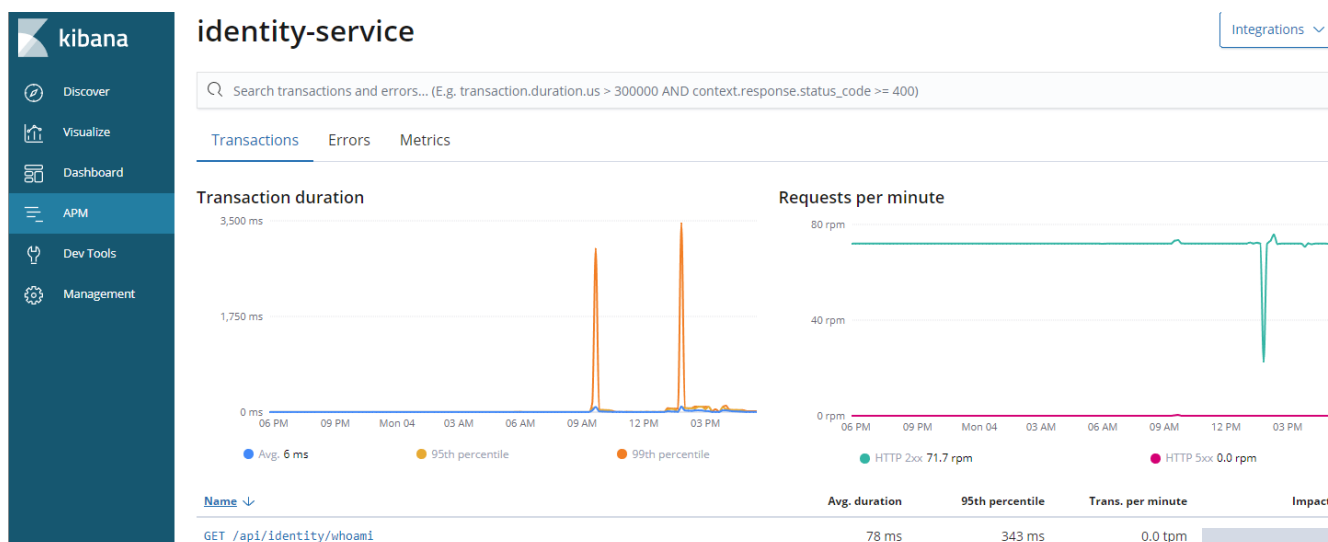 kibana
Discover
Visualize
Dashboard
APM
Dev Tools
Management
identity-service
Integrations
Search transactions and errors... (E.g. transaction.duration.us > 300000 AND context.response.status_code >= 400)
Transactions Errors Metrics
Transaction duration
3,500 ms
1,750 ms
0 ms
06 PM 09 PM Mon 04 03 AM 06 AM 09 AM 12 PM 03 PM
Avg. 6 ms 95th percentile 99th percentile
Requests per minute
80 rpm
40 rpm
0 rpm
06 PM 09 PM Mon 04 03 AM 06 AM 09 AM 12 PM 03 PM
HTTP 2xx 71.7 rpm HTTP 5xx 0.0 rpm
Name Avg. duration 95th percentile Trans. per minute Impact
GET /api/identity/whoami 78 ms 343 ms 0.0 tpm